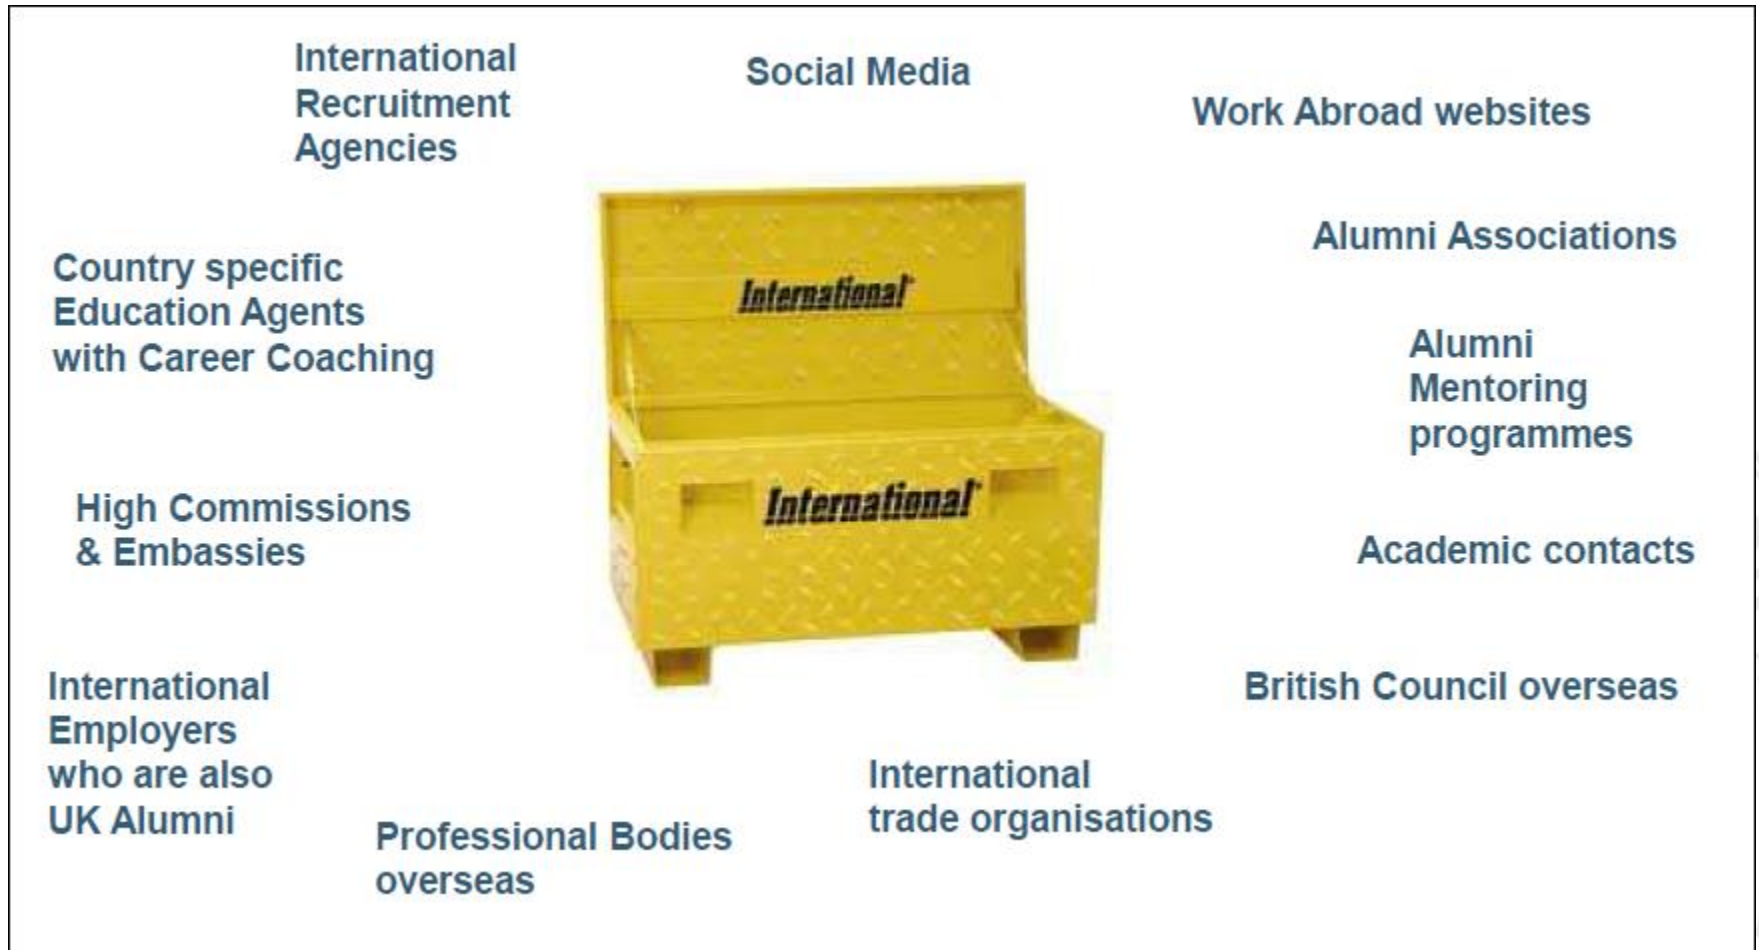 International
Recruitment
Agencies
Social Media
Work Abroad websites
Alumni Associations
Country specific
Education Agents
with Career Coaching
International
Alumni
Mentoring
programmes
High Commissions
& Embassies
International
Academic contacts
International
Employers
who are also
UK Alumni
British Council overseas
International
trade organisations
Professional Bodies
overseas